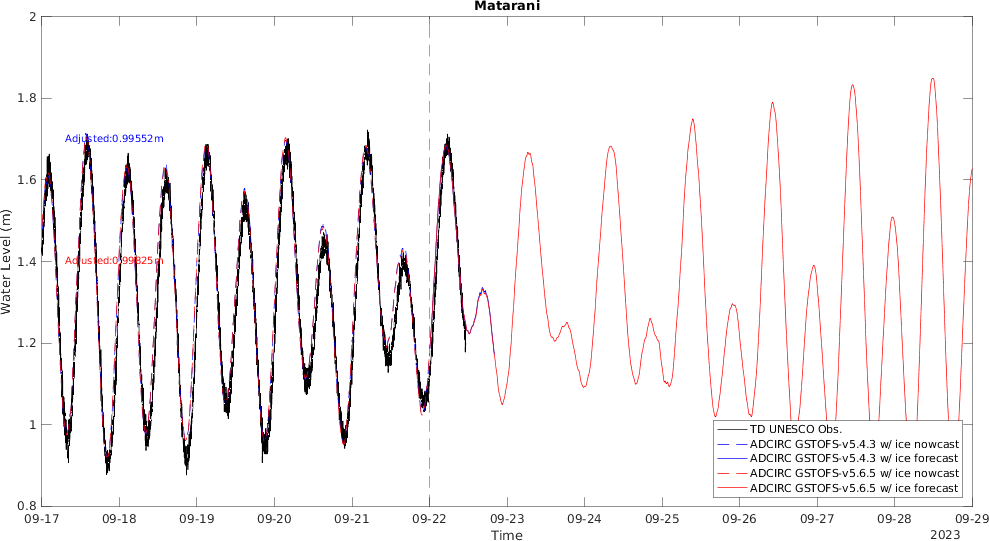 Matarani
2
1.8
1.6
1.4
1.2
1
0.8
Water Level (m)
Adjusted:0.99552m
Adjusted:0.99825m
TD UNESCO Obs.
ADCIRC GSTOFS-v5.4.3 w/ ice nowcast
ADCIRC GSTOFS-v5.4.3 w/ ice forecast
ADCIRC GSTOFS-v5.6.5 w/ ice nowcast
ADCIRC GSTOFS-v5.6.5 w/ ice forecast
09-17 09-18 09-19 09-20 09-21 09-22 09-23 09-24 09-25 09-26 09-27 09-28 09-29
Time
2023